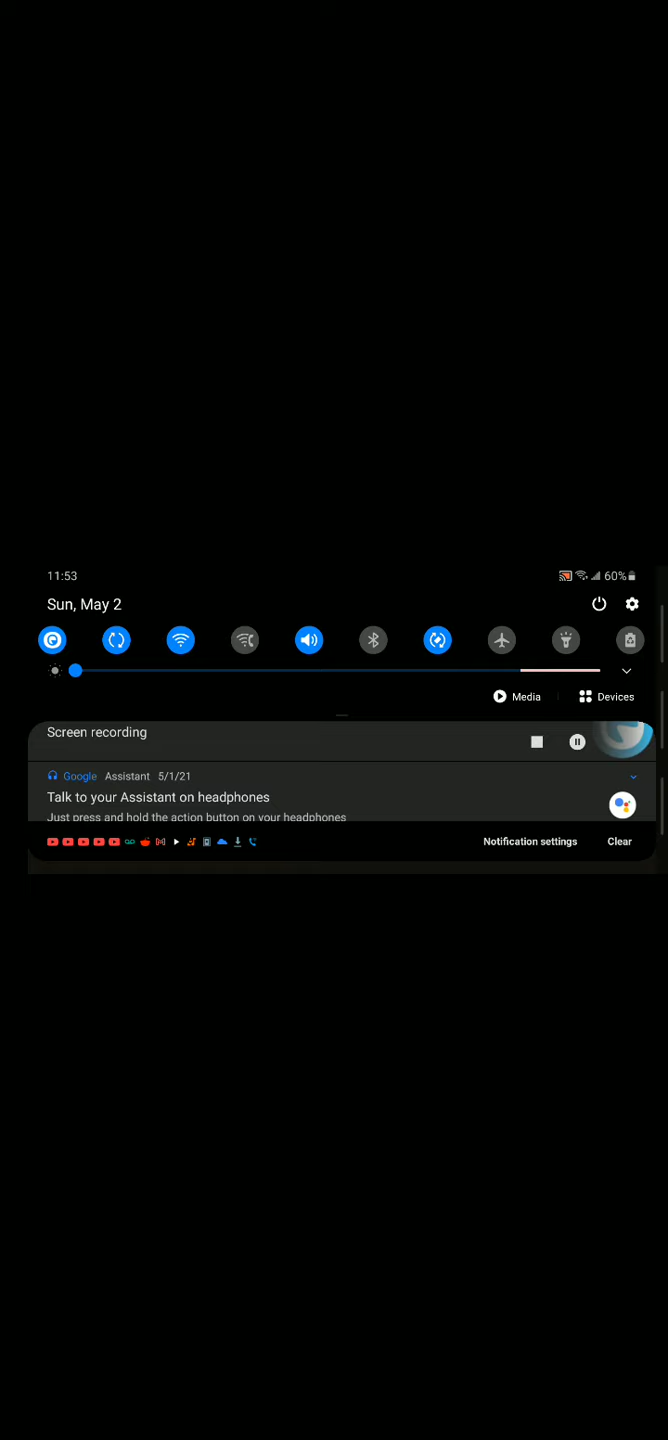 11:53
60%
Sun, May 2
Media
Devices
Screen recording
Google Assistant 5/1/21
Talk to your Assistant on headphones
Just press and hold the action button on your headphones
Notification settings
Clear